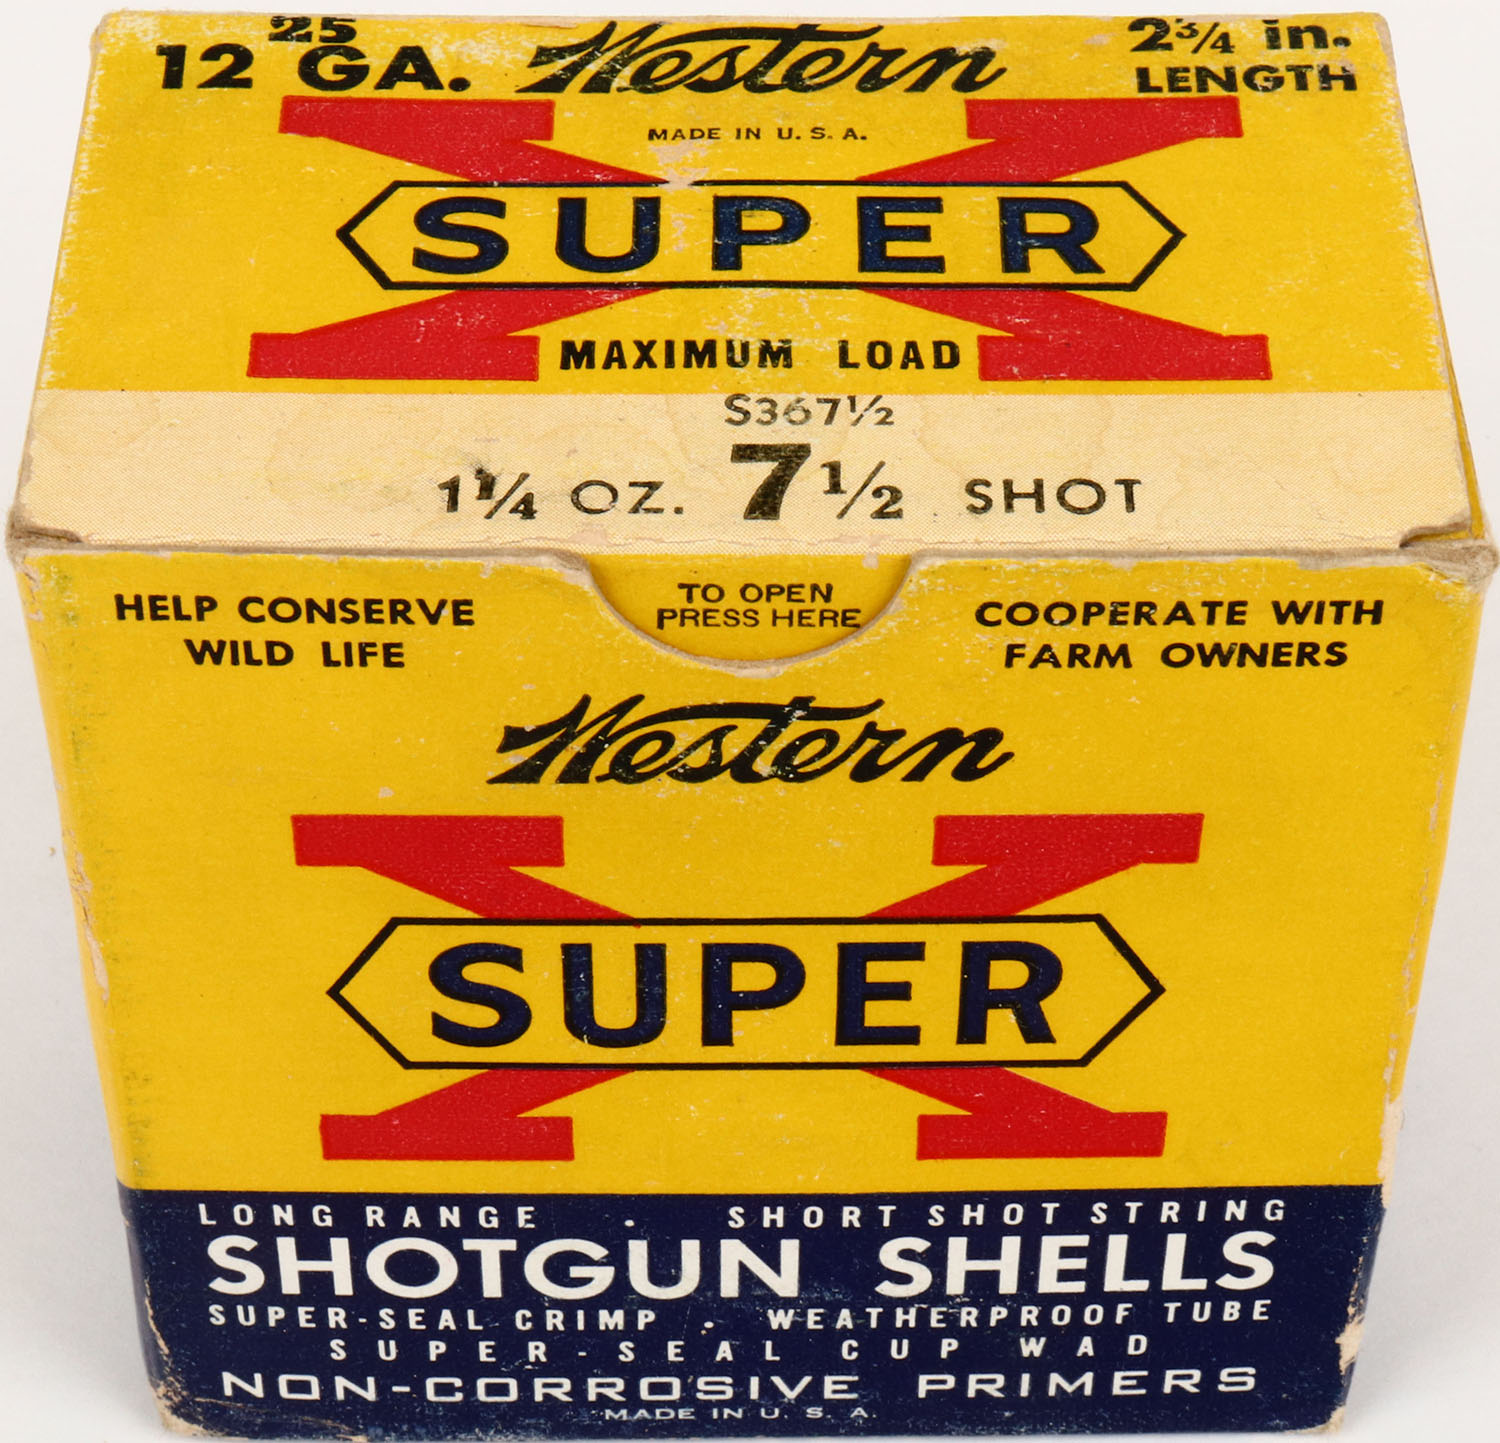 25
12 GA. Western 2 3/4 in.
LENGTH
MADE IN U. S. A.
X
SUPER
MAXIMUM LOAD
S367½
1¼ OZ. 7½ SHOT
HELP CONSERVE
WILD LIFE
TO OPEN
PRESS HERE
COOPERATE WITH
FARM OWNERS
Western
X
SUPER
LONG RANGE . SHORT SHOT STRING
SHOTGUN SHELLS
SUPER-SEAL CRIMP . WEATHERPROOF TUBE
SUPER-SEAL CUP WAD
NON-CORROSIVE PRIMERS
MADE IN U. S. A.